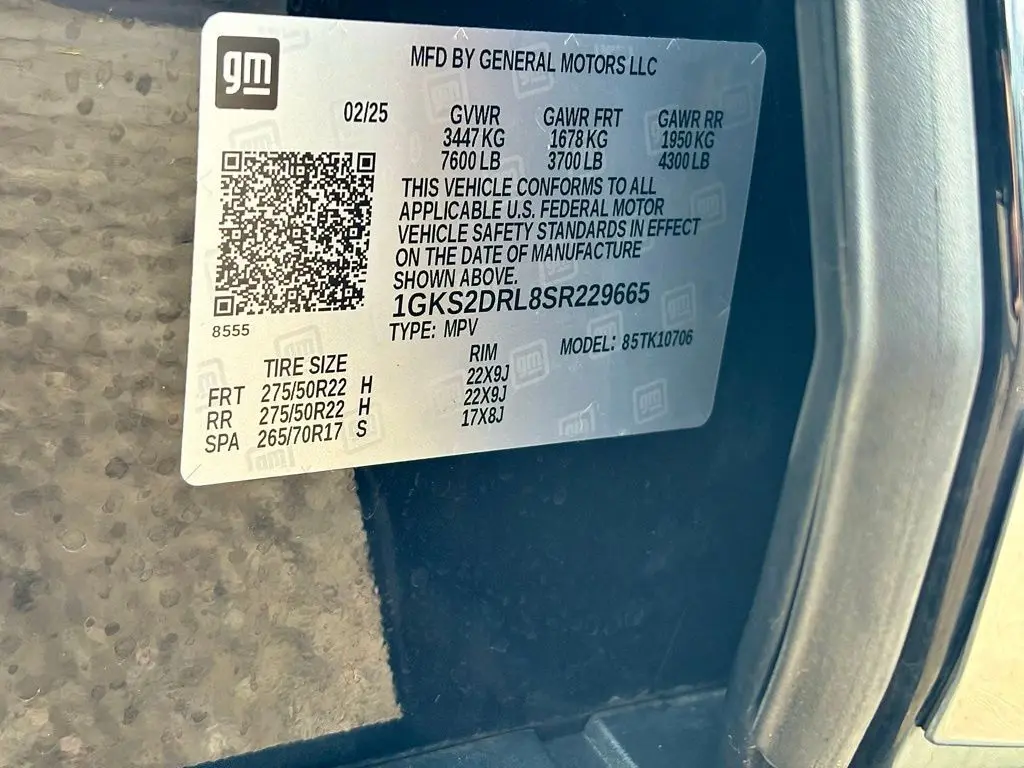 gm
MFD BY GENERAL MOTORS LLC
02/25 GVWR GAWR FRT GAWR RR
3447 KG 1678 KG 1950 KG
7600 LB 3700 LB 4300 LB
THIS VEHICLE CONFORMS TO ALL
APPLICABLE U.S. FEDERAL MOTOR
VEHICLE SAFETY STANDARDS IN EFFECT
ON THE DATE OF MANUFACTURE
SHOWN ABOVE.
1GKS2DRL8SR229665
8555
TYPE: MPV MODEL: 85TK10706
TIRE SIZE RIM
FRT 275/50R22 H 22X9J
RR 275/50R22 H 22X9J
SPA 265/70R17 S 17X8J